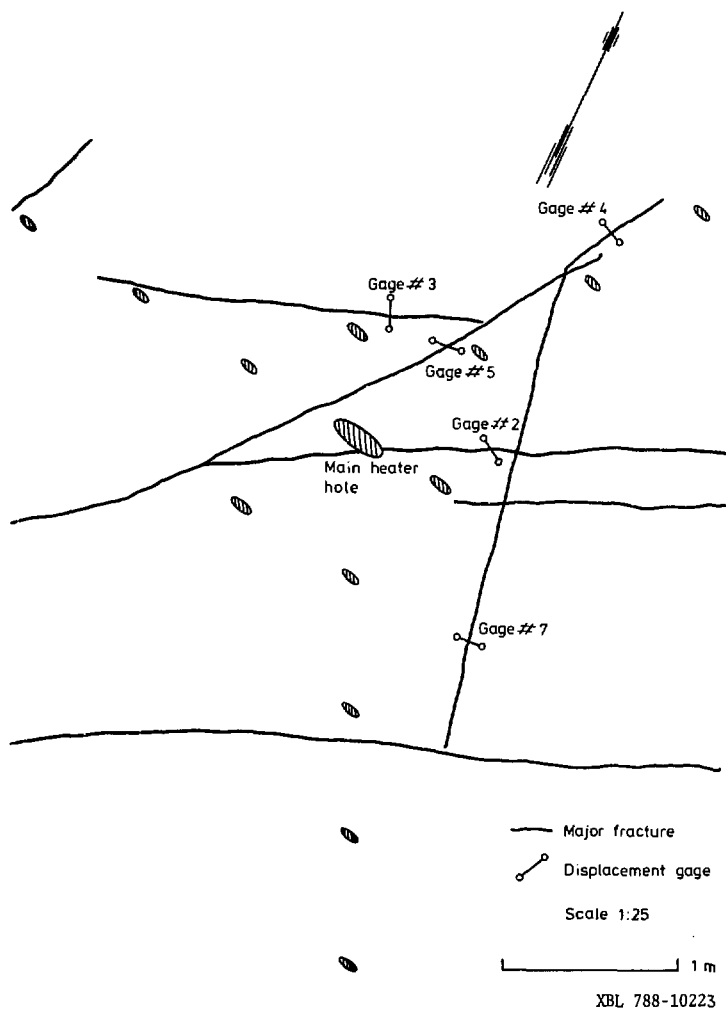 Gage # 4
Gage # 3
Gage # 5
Gage # 2
Main heater
hole
Gage # 7
Major fracture
Displacement gage
Scale 1:25
1 m
XBL 788-10223